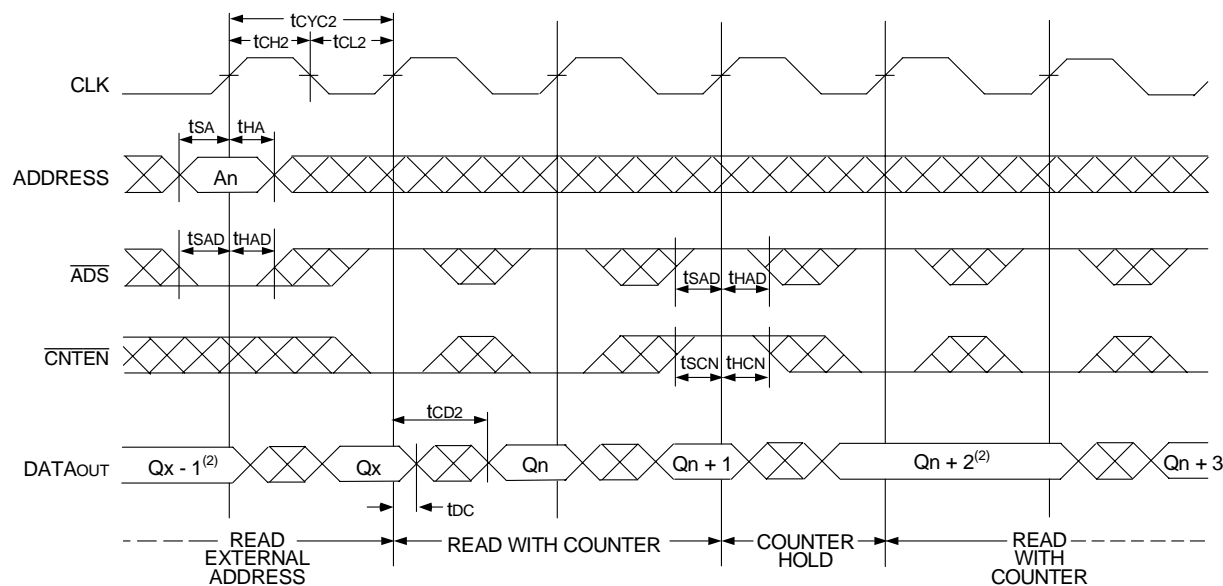 tCYC2
tCH2 tCL2
CLK
tSA tHA
ADDRESS An
tSAD tHAD
ADS
tSAD tHAD
CNTEN
tSCN tHCN
tCD2
DATAOUT Qx - 1(2) Qx Qn Qn + 1 Qn + 2(2) Qn + 3
tDC
READ EXTERNAL ADDRESS
READ WITH COUNTER
COUNTER HOLD
READ WITH COUNTER